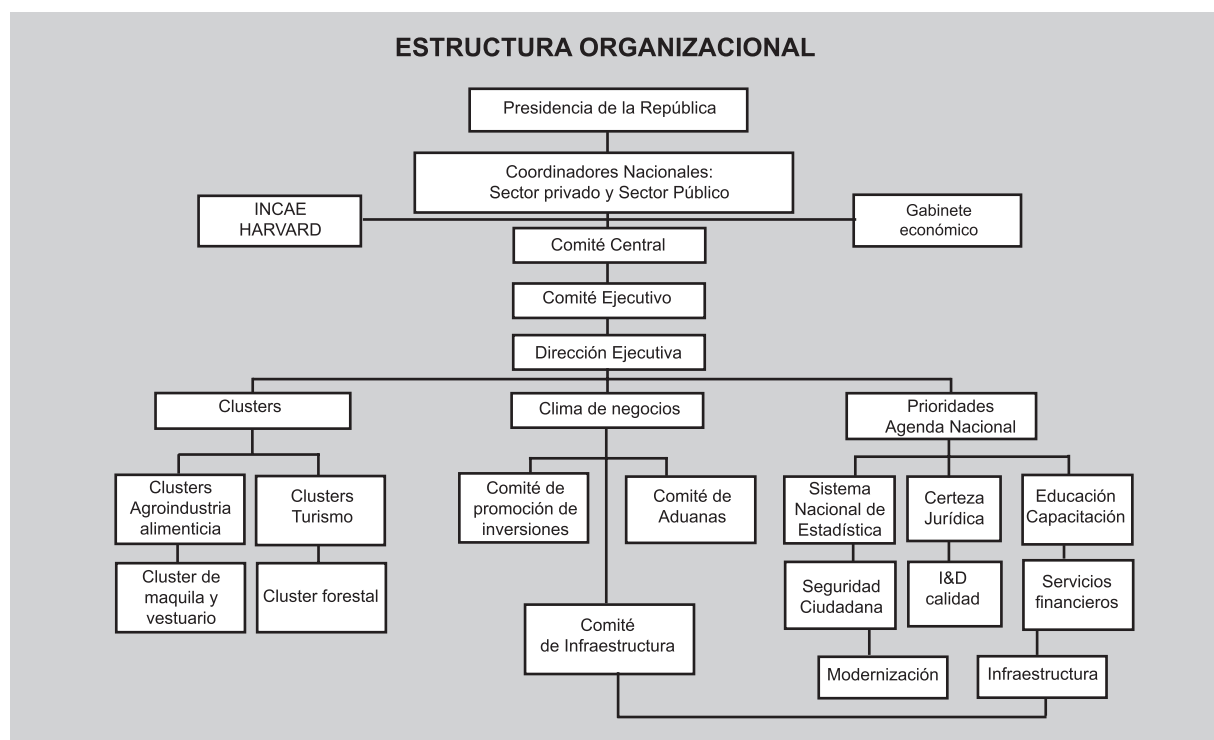 ESTRUCTURA ORGANIZACIONAL
Presidencia de la República
Coordinadores Nacionales:
Sector privado y Sector Público
INCAE
HARVARD
Gabinete
económico
Comité Central
Comité Ejecutivo
Dirección Ejecutiva
Clusters
Clima de negocios
Prioridades
Agenda Nacional
Clusters
Agroindustria
alimenticia
Clusters
Turismo
Comité de
promoción de
inversiones
Comité de
Aduanas
Sistema
Nacional de
Estadística
Certeza
Jurídica
Educación
Capacitación
Cluster de
maquila y
vestuario
Cluster forestal
Seguridad
Ciudadana
I&D
calidad
Servicios
financieros
Comité
de Infraestructura
Modernización
Infraestructura